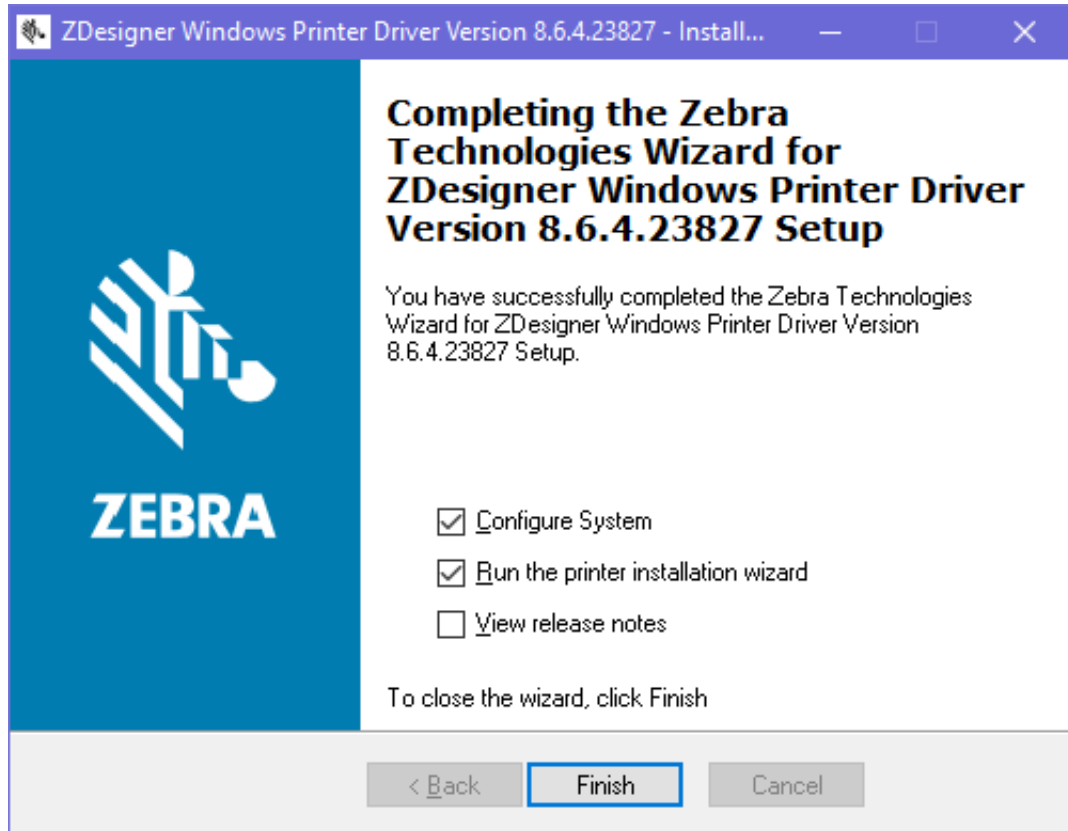 ZDesigner Windows Printer Driver Version 8.6.4.23827 - Install...
Completing the Zebra
Technologies Wizard for
ZDesigner Windows Printer Driver
Version 8.6.4.23827 Setup
You have successfully completed the Zebra Technologies
Wizard for ZDesigner Windows Printer Driver Version
8.6.4.23827 Setup.
ZEBRA
Configure System
Run the printer installation wizard
View release notes
To close the wizard, click Finish
< Back
Finish
Cancel